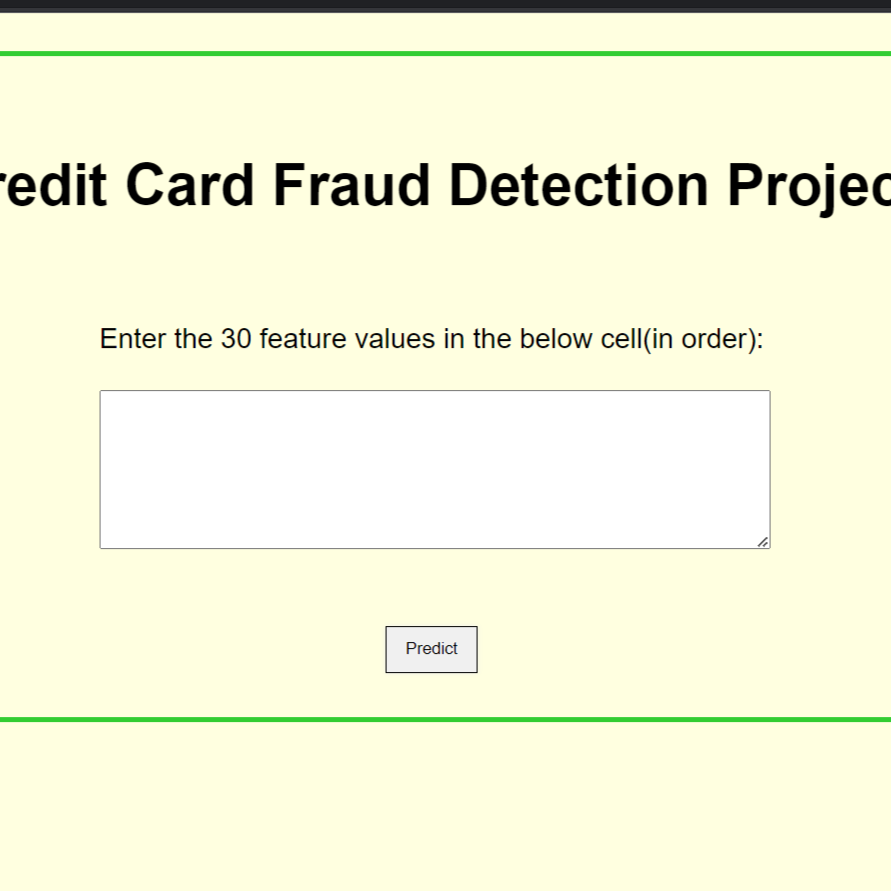 redit Card Fraud Detection Projec
Enter the 30 feature values in the below cell(in order):
Predict